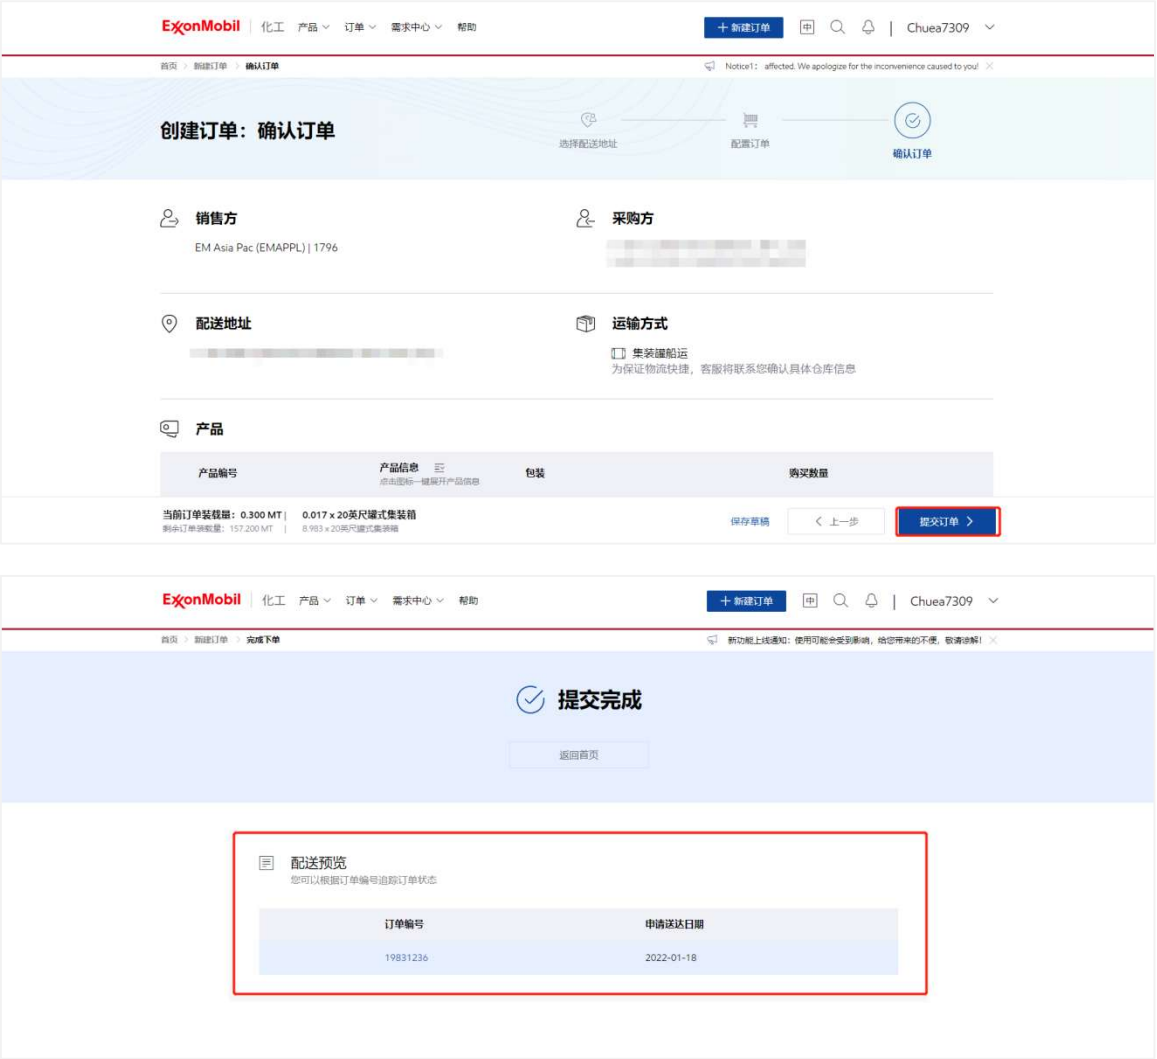 ExxonMobil 化工 产品 订单 需求中心 帮助 + 新建订单 中 Chuea7309
首页 > 新建订单 > 确认订单 Notice1: affected. We apologize for the inconvenience caused to you! ×
创建订单：确认订单 选择配送地址 配置订单 确认订单
销售方 采购方
EM Asia Pac (EMAPPL) | 1796
配送地址 运输方式
集装罐船运
为保证物流快捷，客服将联系您确认具体仓库信息
产品
产品编号 产品信息 包装 购买数量
点击图标一键展开产品信息
当前订单装载量：0.300 MT | 0.017 x 20英尺罐式集装箱
剩余订单装载量：157.200 MT | 8.983 x 20英尺罐式集装箱
保存草稿 上一步 提交订单
ExxonMobil 化工 产品 订单 需求中心 帮助 + 新建订单 中 Chuea7309
首页 > 新建订单 > 完成下单 新功能上线通知：使用可能会受到影响，给您带来的不便，敬请谅解！ ×
提交完成
返回首页
配送预览
您可以根据订单编号追踪订单状态
订单编号 申请送达日期
19831236 2022-01-18